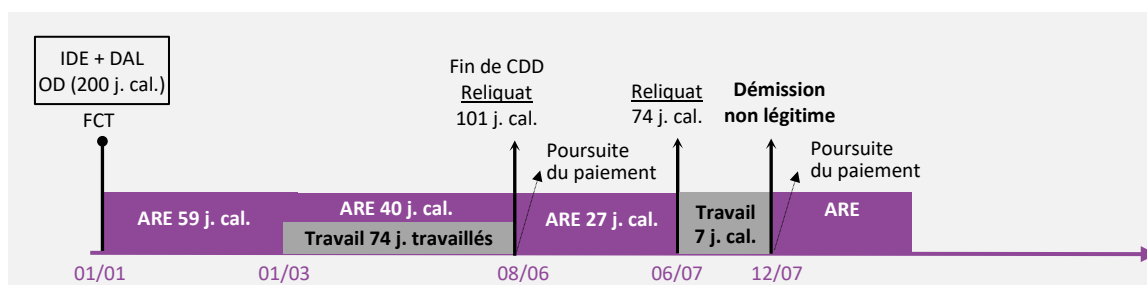 IDE + DAL
OD (200 j. cal.)
FCT
Fin de CDD
Reliquat
101 j. cal.
Poursuite
du paiement
Reliquat
74 j. cal.
Démission
non légitime
Poursuite
du paiement
ARE 59 j. cal.
ARE 40 j. cal.
Travail 74 j. travaillés
ARE 27 j. cal.
Travail
7 j. cal.
ARE
01/01
01/03
08/06
06/07
12/07